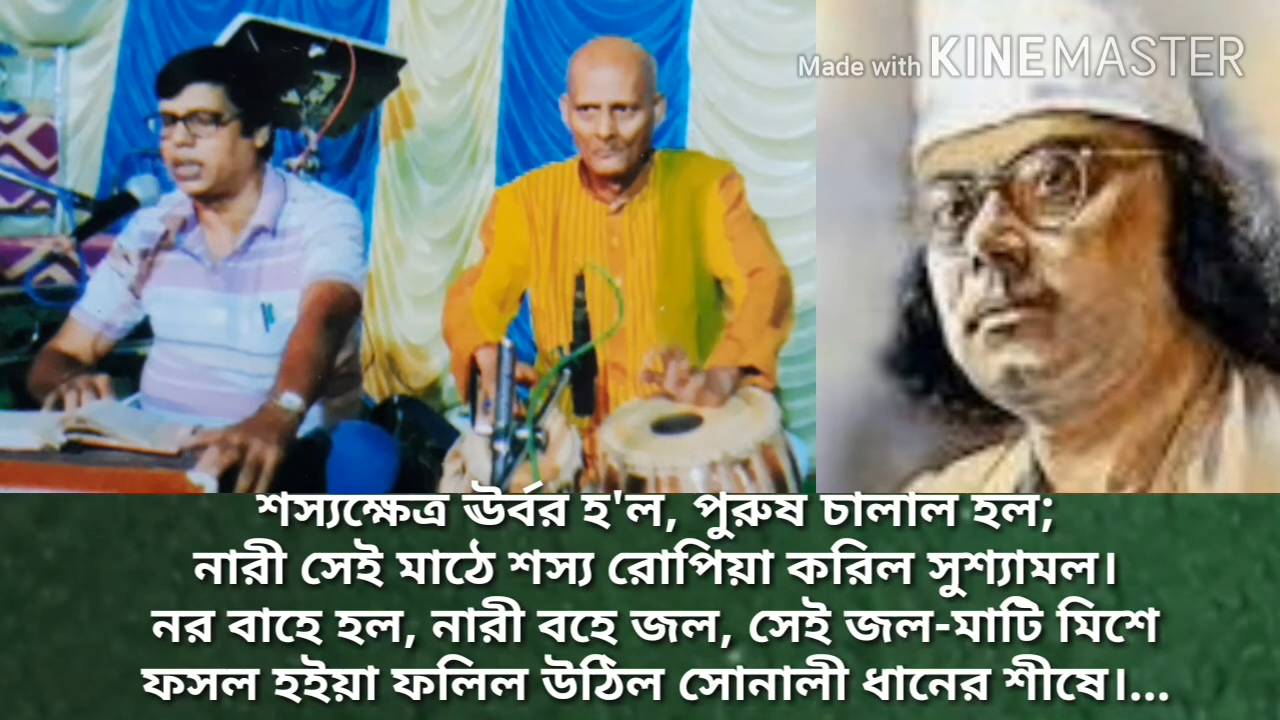 Made with KINEMASTER
শস্যক্ষেত্র ঊর্বর হ'ল, পুরুষ চালাল হল;
নারী সেই মাঠে শস্য রোপিয়া করিল সুশ্যামল।
নর বাহে হল, নারী বহে জল, সেই জল-মাটি মিশে
ফসল হইয়া ফলিল উঠিল সোনালী ধানের শীষে।...